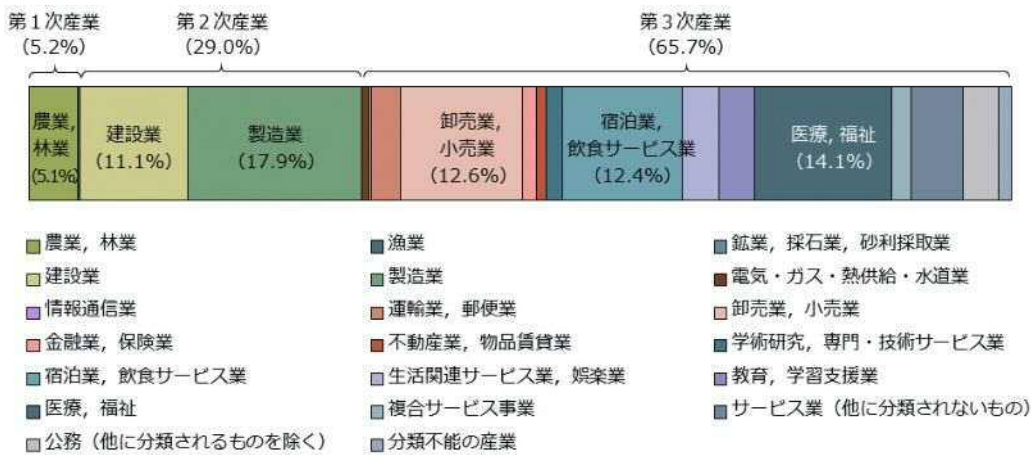 第１次産業
(5.2%)
第２次産業
(29.0%)
第３次産業
(65.7%)
農業,
林業
(5.1%)
建設業
(11.1%)
製造業
(17.9%)
卸売業,
小売業
(12.6%)
宿泊業,
飲食サービス業
(12.4%)
医療, 福祉
(14.1%)
農業，林業
漁業
鉱業，採石業，砂利採取業
建設業
製造業
電気・ガス・熱供給・水道業
情報通信業
運輸業，郵便業
卸売業，小売業
金融業，保険業
不動産業，物品賃貸業
学術研究，専門・技術サービス業
宿泊業，飲食サービス業
生活関連サービス業，娯楽業
教育，学習支援業
医療，福祉
複合サービス事業
サービス業（他に分類されないもの）
公務（他に分類されるものを除く）
分類不能の産業